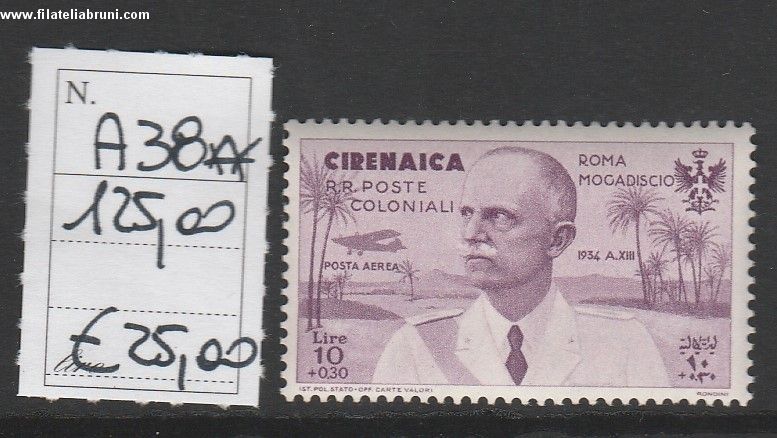 www.filateliabruni.com
N.
A38
125,00
€ 25,00
CIRENAICA
R.R. POSTE
COLONIALI
ROMA
MOGADISCIO
POSTA AEREA
1934 A.XIII
Lire
10
+0,30
١٠
IST. POL. STATO-OFF. CARTE VALORI
RONDINI